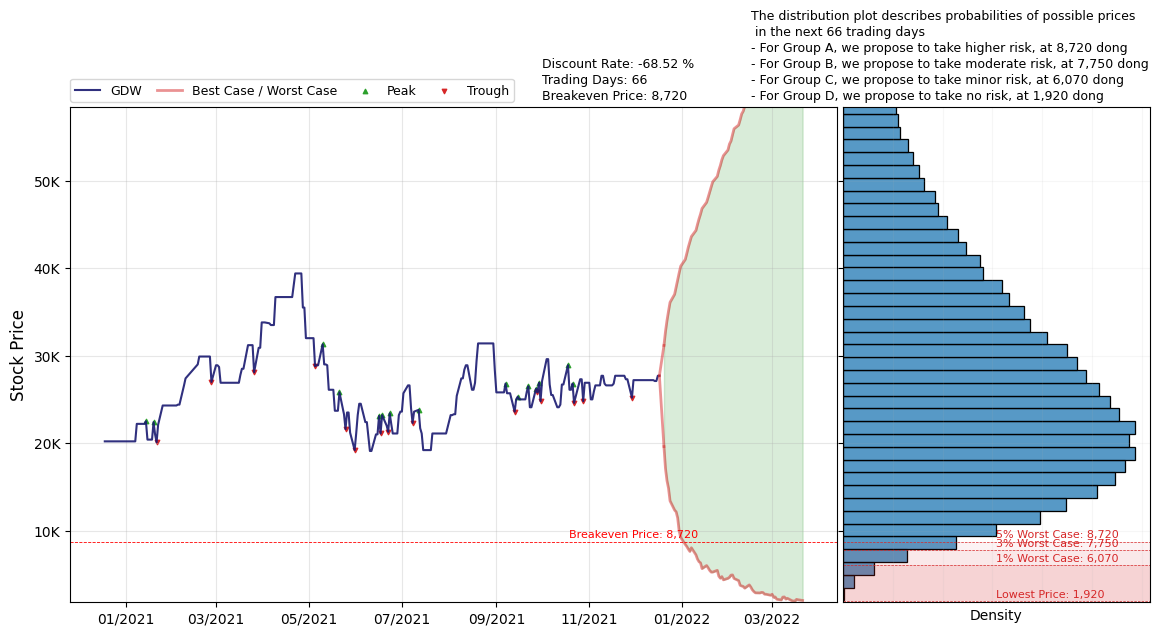 The distribution plot describes probabilities of possible prices
in the next 66 trading days
- For Group A, we propose to take higher risk, at 8,720 dong
- For Group B, we propose to take moderate risk, at 7,750 dong
- For Group C, we propose to take minor risk, at 6,070 dong
- For Group D, we propose to take no risk, at 1,920 dong
Discount Rate: -68.52 %
Trading Days: 66
Breakeven Price: 8,720
GDW
Best Case / Worst Case
Peak
Trough
Stock Price
50K
40K
30K
20K
10K
Breakeven Price: 8,720
5% Worst Case: 8,720
3% Worst Case: 7,750
1% Worst Case: 6,070
Lowest Price: 1,920
01/2021
03/2021
05/2021
07/2021
09/2021
11/2021
01/2022
03/2022
Density